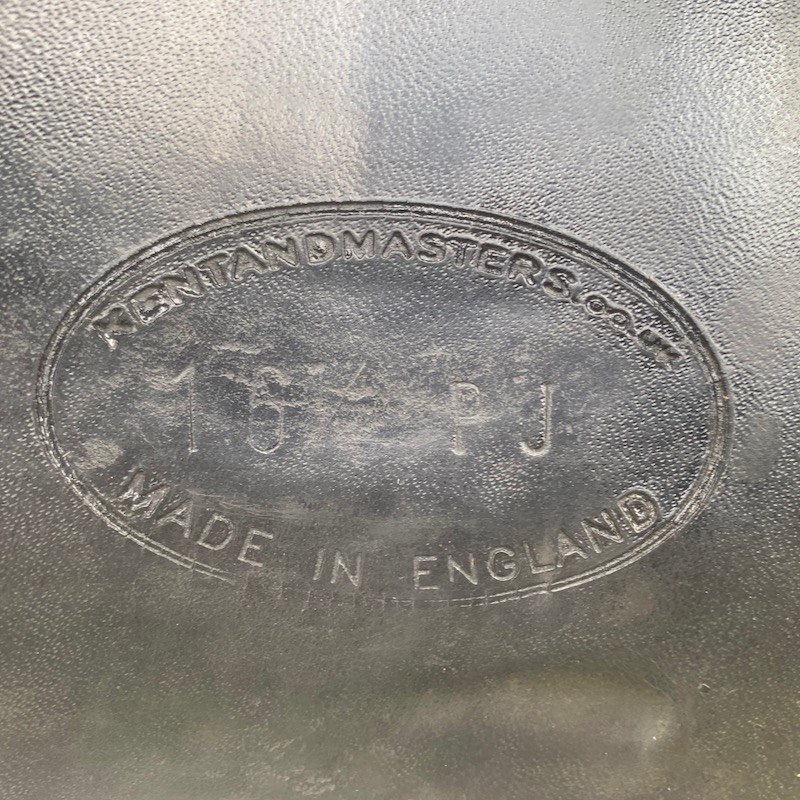 KENTANDMASTERS.CO.UK
16 PJ
MADE IN ENGLAND